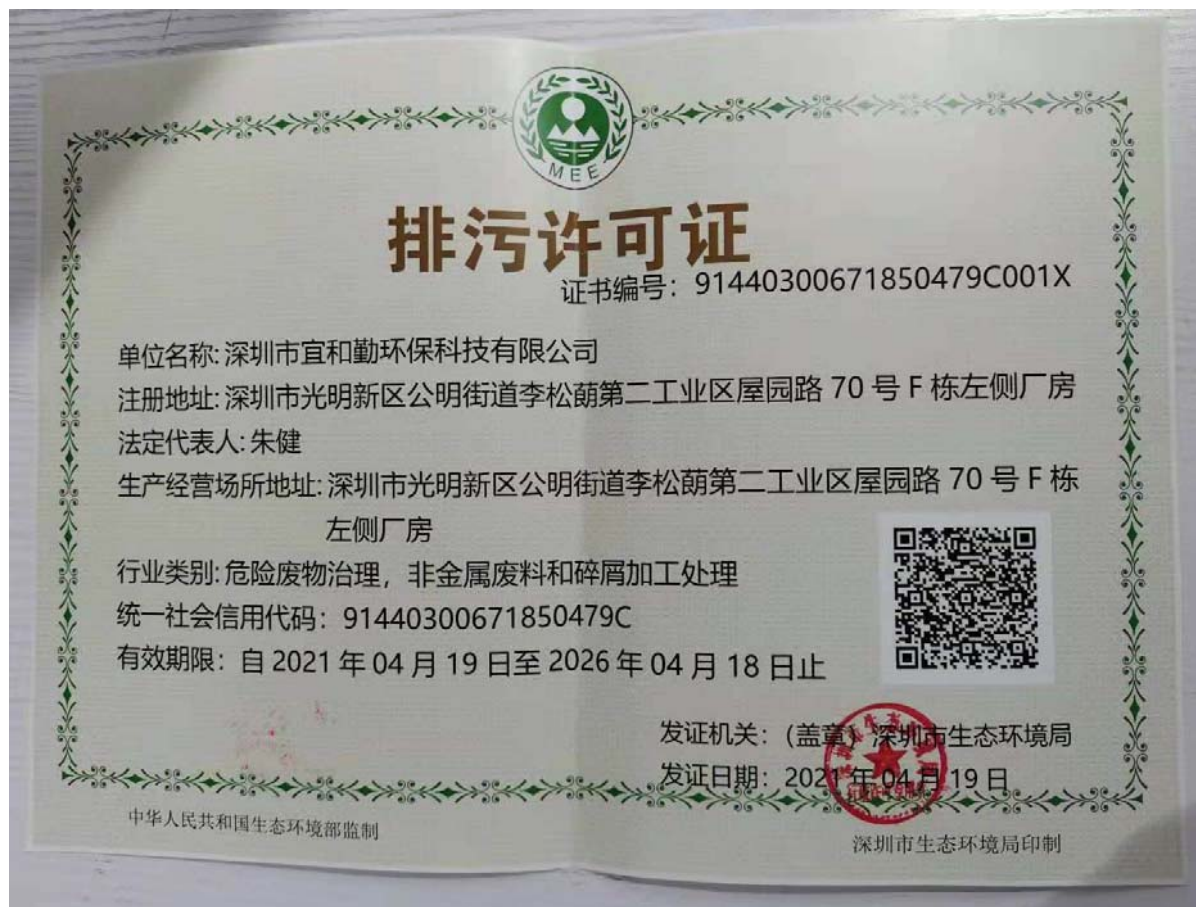 MEE
排污许可证
证书编号：91440300671850479C001X
单位名称:深圳市宜和勤环保科技有限公司
注册地址:深圳市光明新区公明街道李松蓢第二工业区屋园路 70 号 F 栋左侧厂房
法定代表人:朱健
生产经营场所地址:深圳市光明新区公明街道李松蓢第二工业区屋园路 70 号 F 栋
左侧厂房
行业类别:危险废物治理，非金属废料和碎屑加工处理
统一社会信用代码：91440300671850479C
有效期限：自 2021 年 04 月 19 日至 2026 年 04 月 18 日止
发证机关：（盖章）深圳市生态环境局
发证日期：2021 年 04 月 19 日
中华人民共和国生态环境部监制
深圳市生态环境局印制